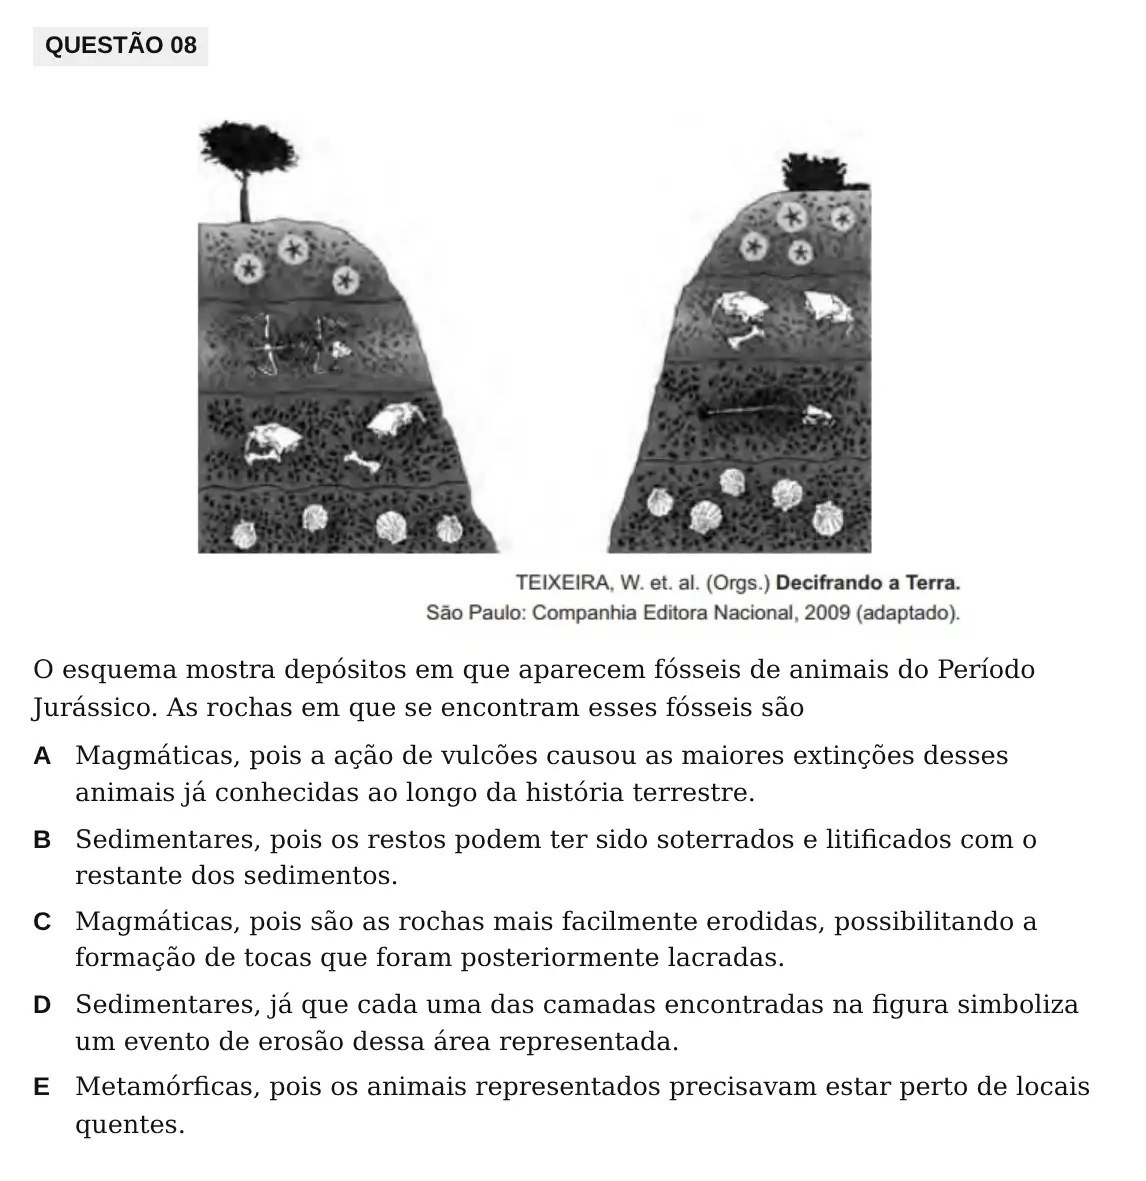 QUESTÃO 08
TEIXEIRA, W. et. al. (Orgs.) Decifrando a Terra.
São Paulo: Companhia Editora Nacional, 2009 (adaptado).
O esquema mostra depósitos em que aparecem fósseis de animais do Período
Jurássico. As rochas em que se encontram esses fósseis são
A Magmáticas, pois a ação de vulcões causou as maiores extinções desses
animais já conhecidas ao longo da história terrestre.
B Sedimentares, pois os restos podem ter sido soterrados e litificados com o
restante dos sedimentos.
C Magmáticas, pois são as rochas mais facilmente erodidas, possibilitando a
formação de tocas que foram posteriormente lacradas.
D Sedimentares, já que cada uma das camadas encontradas na figura simboliza
um evento de erosão dessa área representada.
E Metamórficas, pois os animais representados precisavam estar perto de locais
quentes.